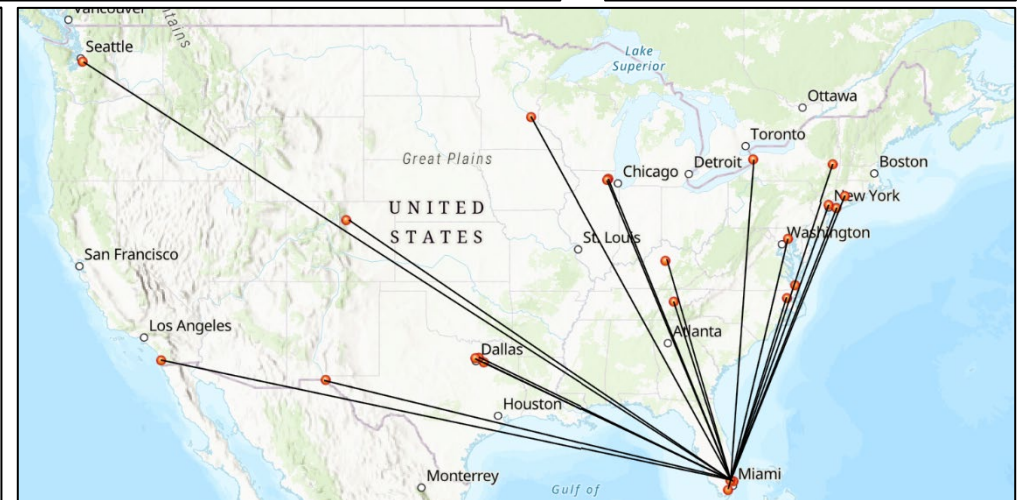 Vancouver
Seattle
ntains
Lake
Superior
Ottawa
Toronto
Great Plains
Chicago
Detroit
Boston
UNITED
STATES
New York
St. Louis
Washington
San Francisco
Los Angeles
Atlanta
Dallas
Houston
Monterrey
Miami
Gulf of